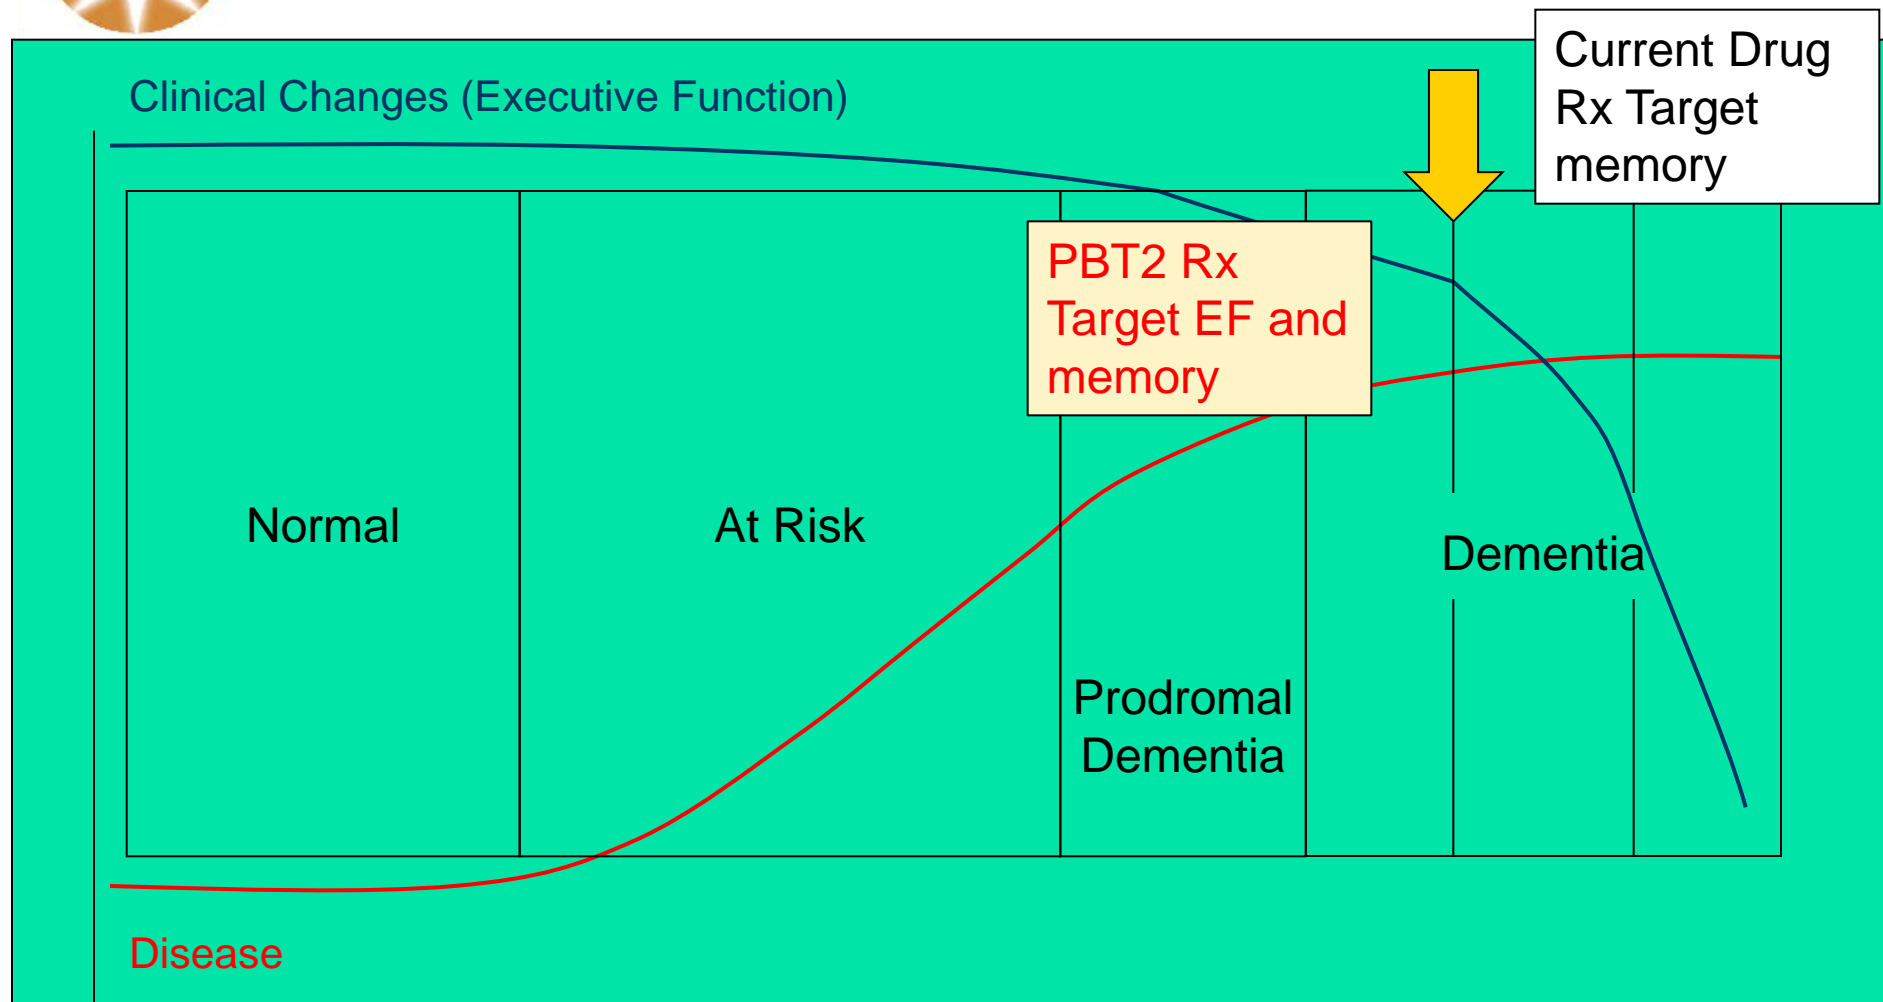 Clinical Changes (Executive Function)
Current Drug
Rx Target
memory
PBT2 Rx
Target EF and
memory
Normal
At Risk
Prodromal
Dementia
Dementia
Disease